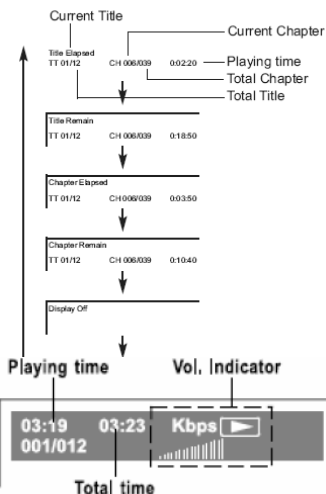 Current Title
Current Chapter
Title Elapsed
TT 01/12 CH 006/039 0:02:20 Playing time
Total Chapter
Total Title
Title Remain
TT 01/12 CH 006/039 0:18:50
Chapter Elapsed
TT 01/12 CH 006/039 0:03:50
Chapter Remain
TT 01/12 CH 006/039 0:10:40
Display Off
Playing time Vol. Indicator
03:19 03:23 Kbps
001/012
Total time